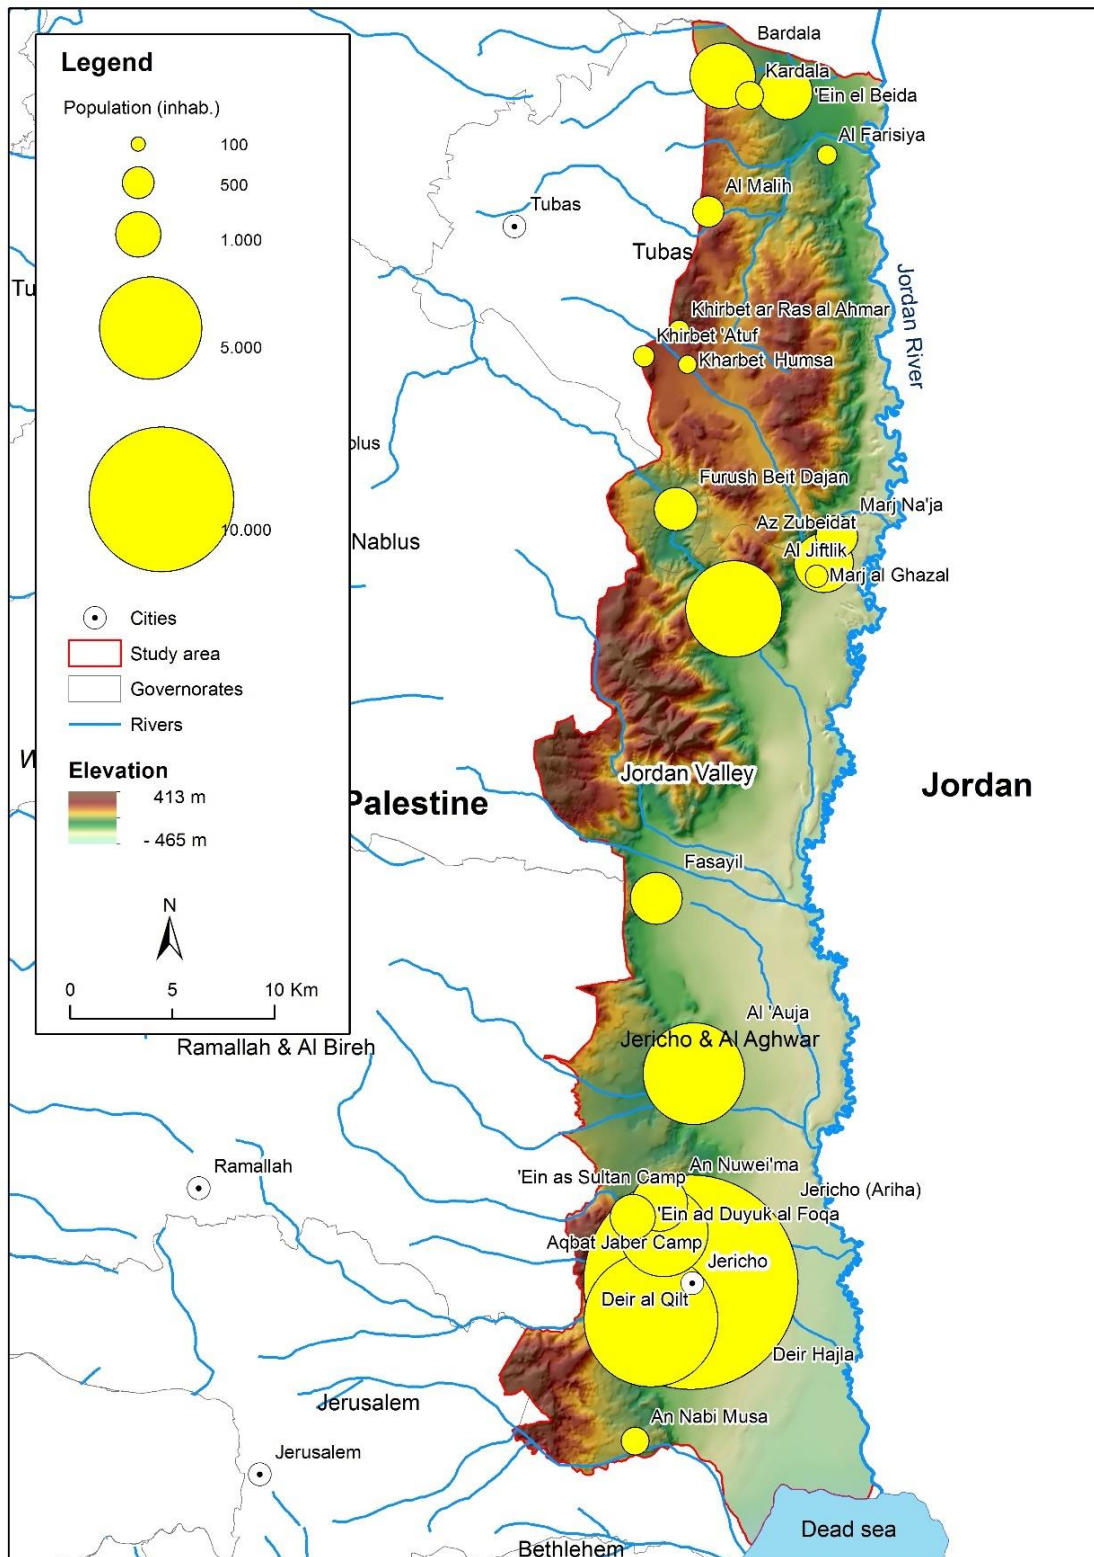 Legend
Population (inhab.)
100
500
1.000
5.000
10.000
Cities
Study area
Governorates
Rivers
Elevation
413 m
- 465 m
N
0 5 10 Km
Bardala
Kardala
'Ein el Beida
Al Farisiya
Al Malih
Tubas
Tubas
Khirbet ar Ras al Ahmar
Khirbet 'Atuf
Kharbet Humsa
Jordan River
Furush Beit Dajan
Marj Na'ja
Az Zubeidat
Al Jiftlik
Marj al Ghazal
Nablus
Jordan Valley
Palestine
Jordan
Fasayil
Al 'Auja
Jericho & Al Aghwar
Ramallah & Al Bireh
Ramallah
An Nuwei'ma
'Ein as Sultan Camp
Jericho (Ariha)
'Ein ad Duyuk al Foqa
Aqbat Jaber Camp
Jericho
Deir al Qilt
Deir Hajla
Jerusalem
An Nabi Musa
Jerusalem
Dead sea
Bethlehem